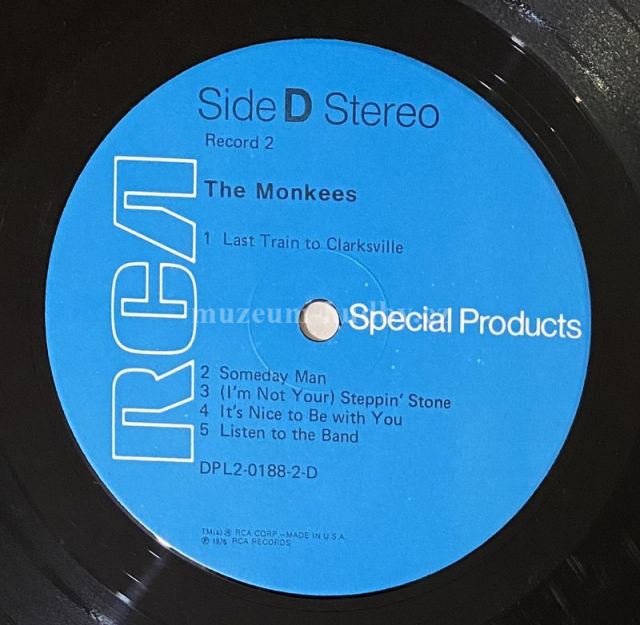 Side D Stereo
Record 2
The Monkees
1 Last Train to Clarksville
RCA
Special Products
2 Someday Man
3 (I'm Not Your) Steppin' Stone
4 It's Nice to Be with You
5 Listen to the Band
DPL2-0188-2-D
TM(s) ® RCA CORP.—MADE IN U.S.A.
℗ 1976 RCA RECORDS